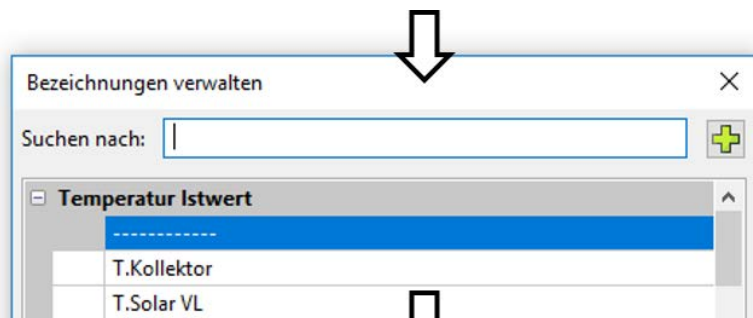 Bezeichnungen verwalten
Suchen nach:
Temperatur Istwert
------------
T.Kollektor
T.Solar VL